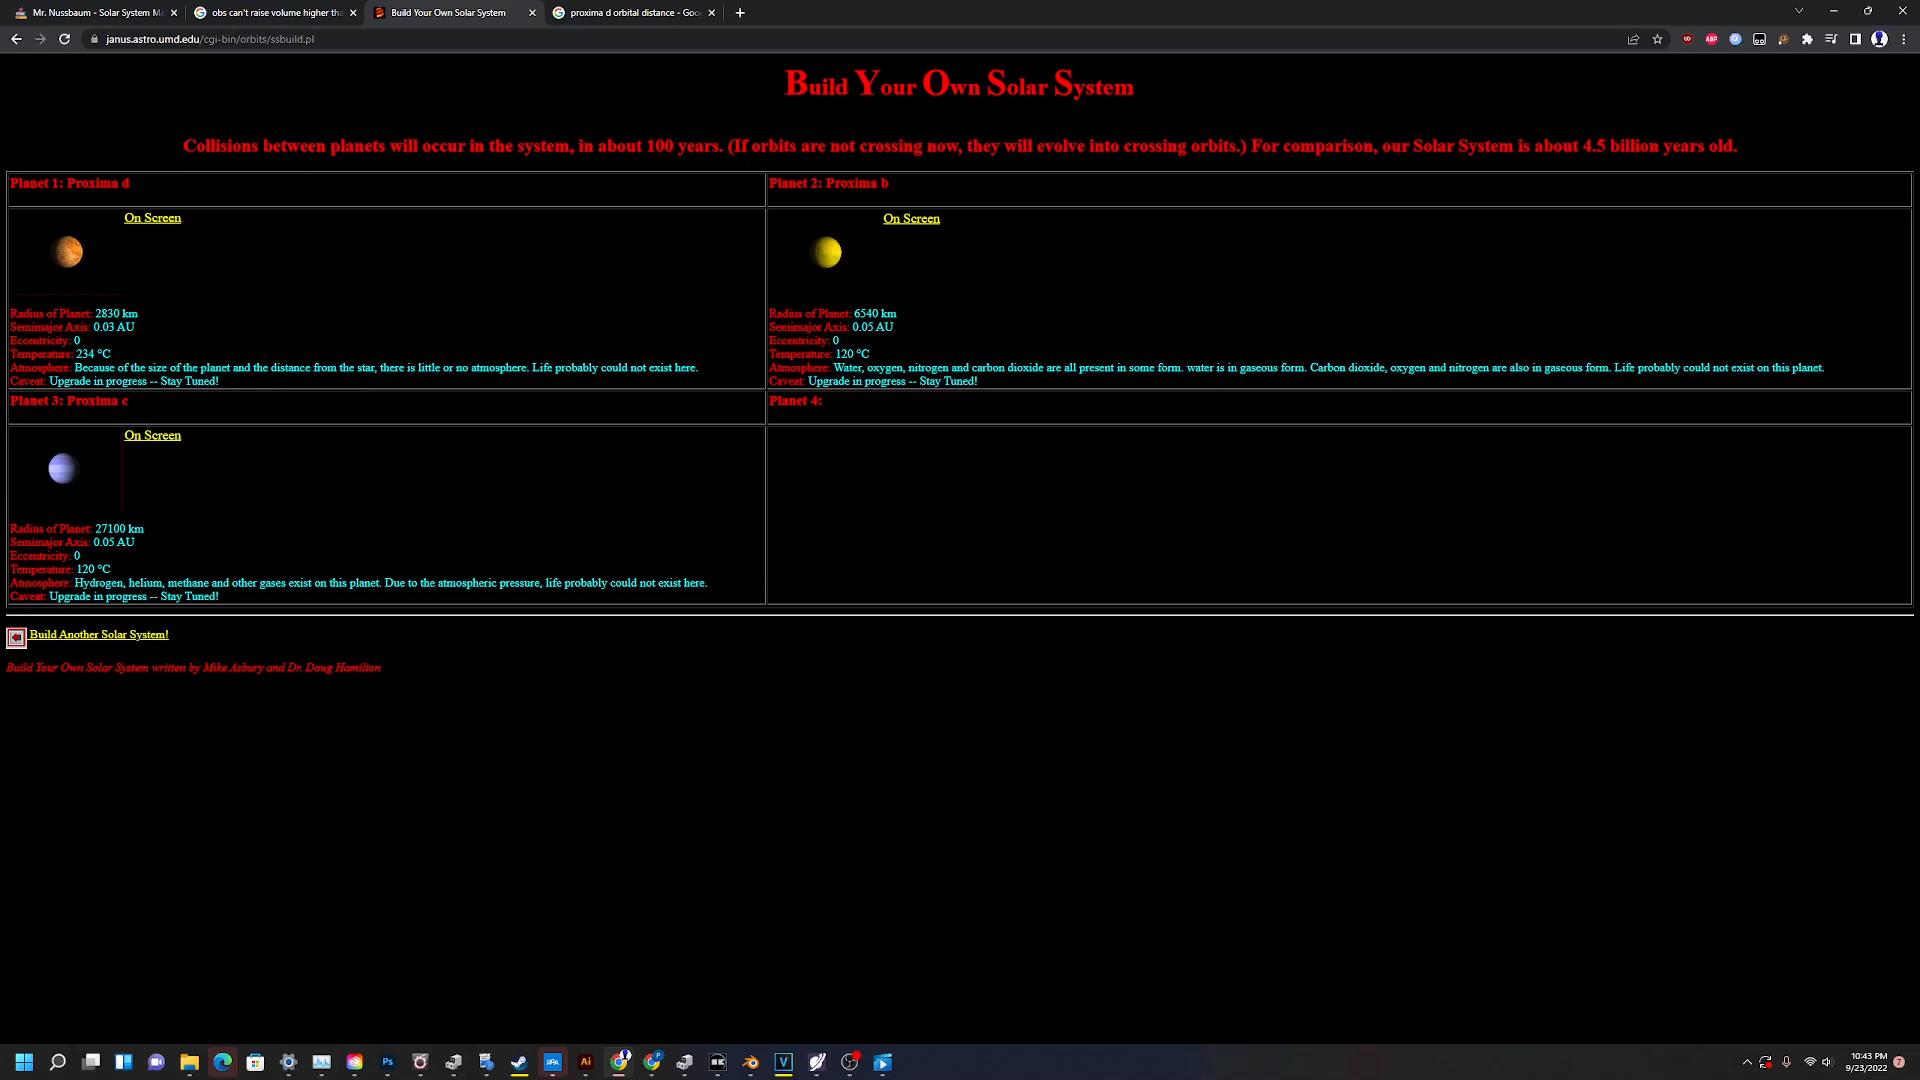 Mr. Nussbaum - Solar System Ma
obs can't raise volume higher tha
Build Your Own Solar System
proxima d orbital distance - Goo
janus.astro.umd.edu/cgi-bin/orbits/ssbuild.pl
Build Your Own Solar System
Collisions between planets will occur in the system, in about 100 years. (If orbits are not crossing now, they will evolve into crossing orbits.) For comparison, our Solar System is about 4.5 billion years old.
Planet 1: Proxima d
Planet 2: Proxima b
On Screen
On Screen
Radius of Planet: 2830 km
Semimajor Axis: 0.03 AU
Eccentricity: 0
Temperature: 234 °C
Atmosphere: Because of the size of the planet and the distance from the star, there is little or no atmosphere. Life probably could not exist here.
Caveat: Upgrade in progress -- Stay Tuned!
Radius of Planet: 6540 km
Semimajor Axis: 0.05 AU
Eccentricity: 0
Temperature: 120 °C
Atmosphere: Water, oxygen, nitrogen and carbon dioxide are all present in some form. water is in gaseous form. Carbon dioxide, oxygen and nitrogen are also in gaseous form. Life probably could not exist on this planet.
Caveat: Upgrade in progress -- Stay Tuned!
Planet 3: Proxima c
Planet 4:
On Screen
Radius of Planet: 27100 km
Semimajor Axis: 0.05 AU
Eccentricity: 0
Temperature: 120 °C
Atmosphere: Hydrogen, helium, methane and other gases exist on this planet. Due to the atmospheric pressure, life probably could not exist here.
Caveat: Upgrade in progress -- Stay Tuned!
Build Another Solar System!
Build Your Own Solar System written by Mike Asbury and Dr. Doug Hamilton
10:43 PM
9/23/2022
7